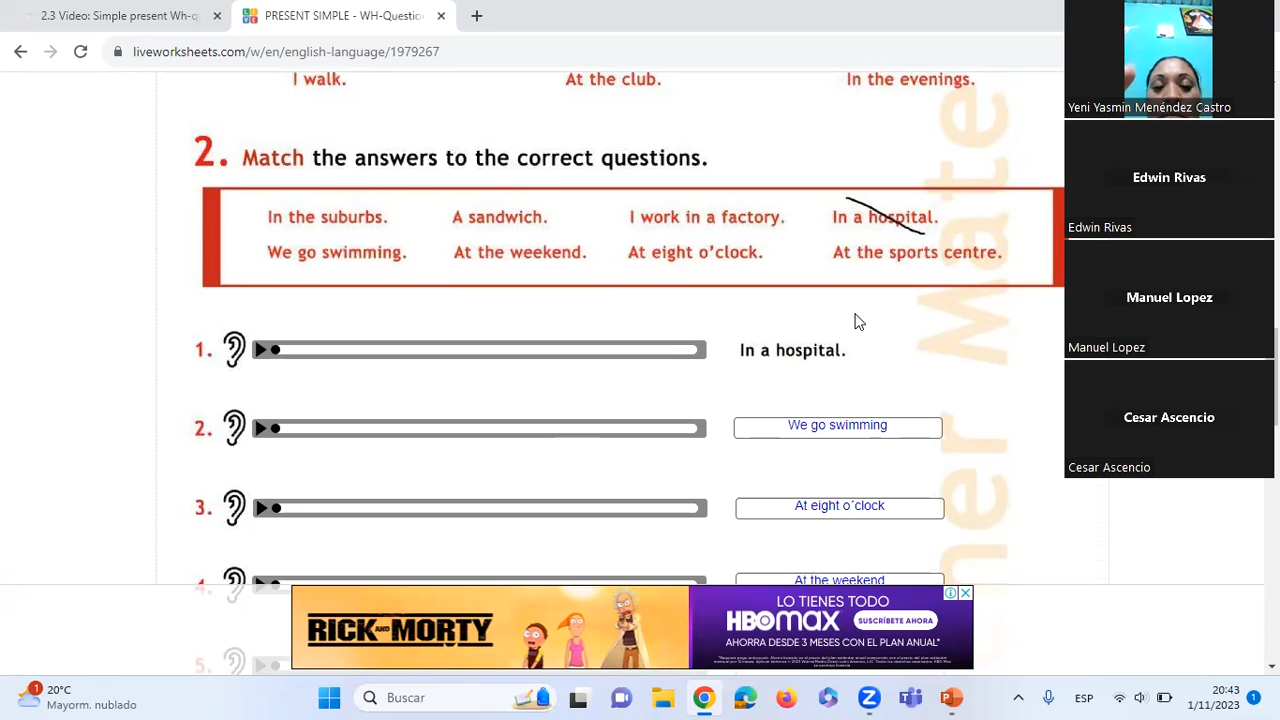 2.3 Video: Simple present Wh-q
PRESENT SIMPLE - WH-Question
liveworksheets.com/w/en/english-language/1979267
I walk. At the club. In the evenings.
2. Match the answers to the correct questions.
In the suburbs. A sandwich. I work in a factory. In a hospital.
We go swimming. At the weekend. At eight o'clock. At the sports centre.
1. In a hospital.
2. We go swimming
3. At eight o´clock
4. At the weekend
Yeni Yasmin Menéndez Castro
Edwin Rivas
Edwin Rivas
Manuel Lopez
Manuel Lopez
Cesar Ascencio
Cesar Ascencio
RICK AND MORTY
LO TIENES TODO
HBOMAX
SUSCRÍBETE AHORA
AHORRA DESDE 3 MESES CON EL PLAN ANUAL*
Mayorm. nublado
Buscar
ESP
20:43
1/11/2023